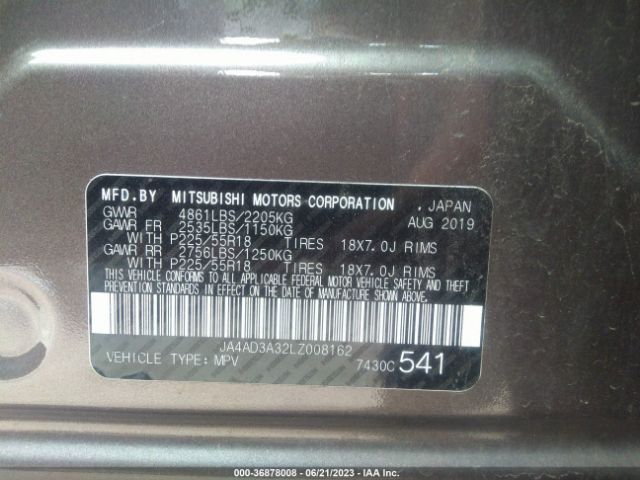 MFD.BY MITSUBISHI MOTORS CORPORATION . JAPAN
GVWR 4861LBS/2205KG AUG 2019
GAWR FR 2535LBS/1150KG
WITH P225/55R18 TIRES 18X7.0J RIMS
GAWR RR 2756LBS/1250KG
WITH P225/55R18 TIRES 18X7.0J RIMS
THIS VEHICLE CONFORMS TO ALL APPLICABLE FEDERAL MOTOR VEHICLE SAFETY AND THEFT
PREVENTION STANDARDS IN EFFECT ON THE DATE OF MANUFACTURE SHOWN ABOVE.
JA4AD3A32LZ008162
VEHICLE TYPE: MPV 7430C 541
000-36878008 - 06/21/2023 - IAA Inc.